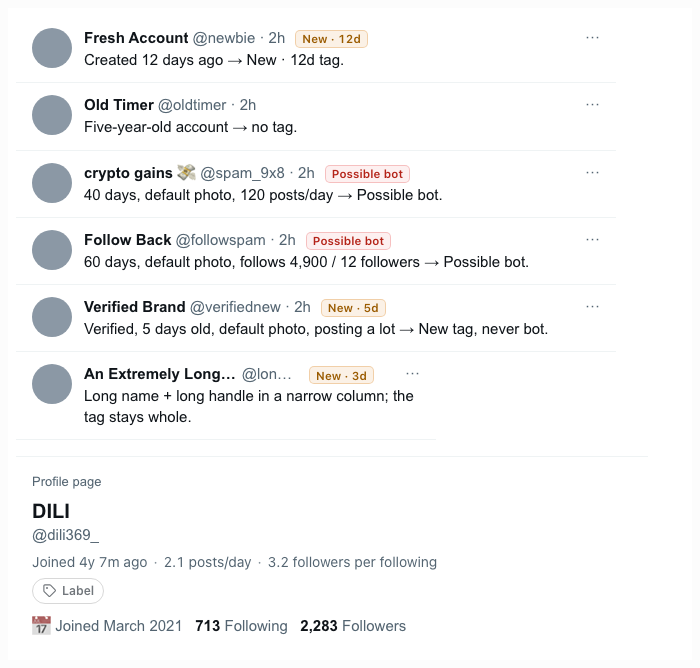 Fresh Account @newbie · 2h New · 12d ···
Created 12 days ago → New · 12d tag.
Old Timer @oldtimer · 2h ···
Five-year-old account → no tag.
crypto gains 💸 @spam_9x8 · 2h Possible bot ···
40 days, default photo, 120 posts/day → Possible bot.
Follow Back @followspam · 2h Possible bot ···
60 days, default photo, follows 4,900 / 12 followers → Possible bot.
Verified Brand @verifiednew · 2h New · 5d ···
Verified, 5 days old, default photo, posting a lot → New tag, never bot.
An Extremely Long… @lon… New · 3d ···
Long name + long handle in a narrow column; the
tag stays whole.
Profile page
DILI
@dili369_
Joined 4y 7m ago · 2.1 posts/day · 3.2 followers per following
Label
📅 Joined March 2021 713 Following 2,283 Followers